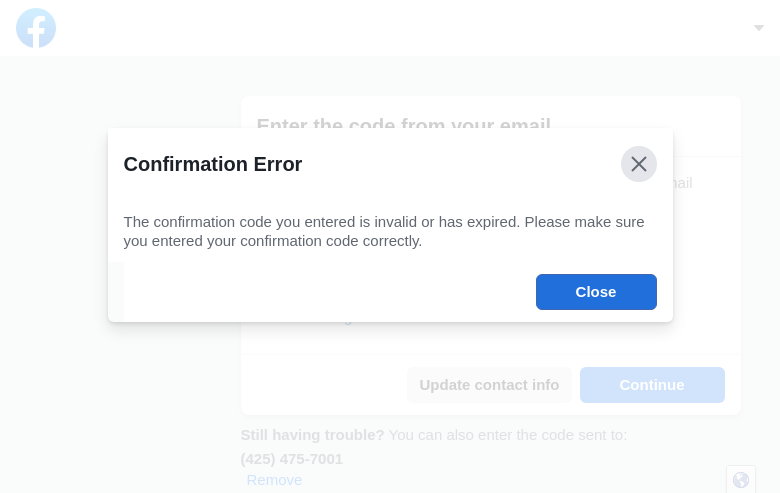 Enter the code from your email
Confirmation Error
The confirmation code you entered is invalid or has expired. Please make sure
you entered your confirmation code correctly.
Close
Update contact info
Continue
Still having trouble? You can also enter the code sent to:
(425) 475-7001
Remove